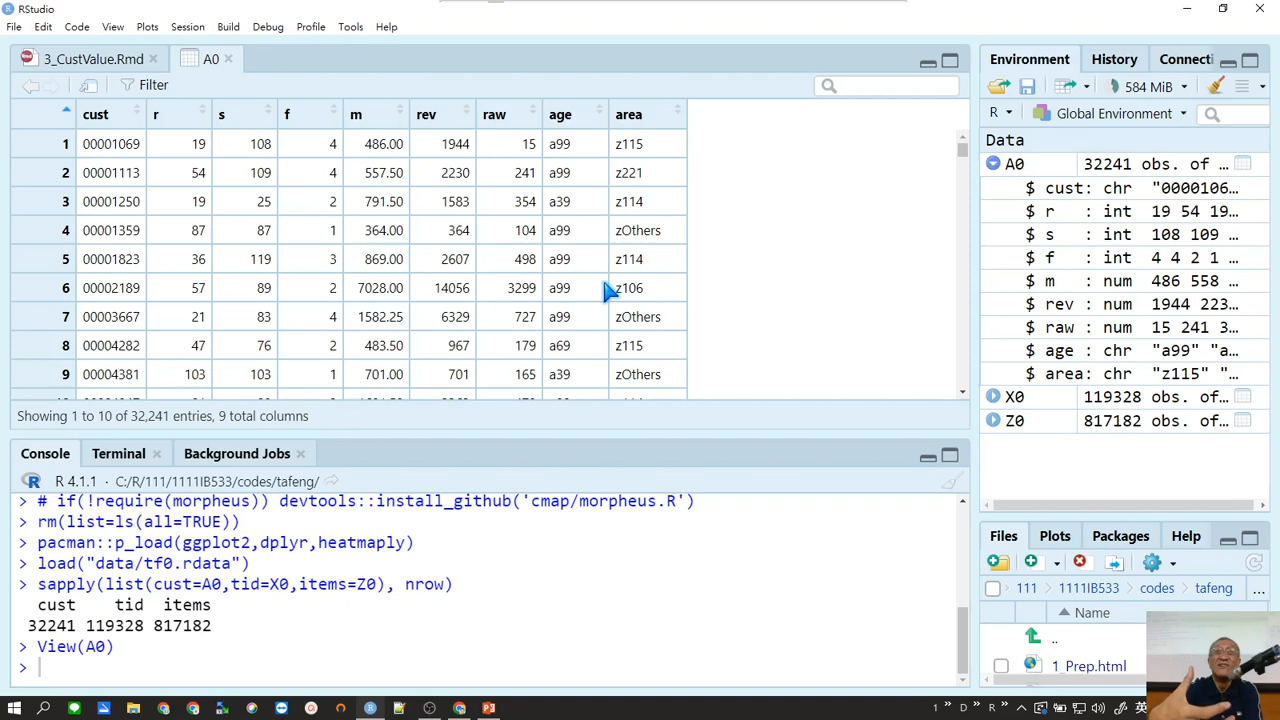 RStudio
File Edit Code View Plots Session Build Debug Profile Tools Help
3_CustValue.Rmd A0
Filter
cust r s f m rev raw age area
1 00001069 19 108 4 486.00 1944 15 a99 z115
2 00001113 54 109 4 557.50 2230 241 a99 z221
3 00001250 19 25 2 791.50 1583 354 a39 z114
4 00001359 87 87 1 364.00 364 104 a99 zOthers
5 00001823 36 119 3 869.00 2607 498 a99 z114
6 00002189 57 89 2 7028.00 14056 3299 a99 z106
7 00003667 21 83 4 1582.25 6329 727 a99 zOthers
8 00004282 47 76 2 483.50 967 179 a69 z115
9 00004381 103 103 1 701.00 701 165 a39 zOthers
Showing 1 to 10 of 32,241 entries, 9 total columns
Console Terminal Background Jobs
R 4.1.1 · C:/R/111/1111IB533/codes/tafeng/
> # if(!require(morpheus)) devtools::install_github('cmap/morpheus.R')
> rm(list=ls(all=TRUE))
> pacman::p_load(ggplot2,dplyr,heatmaply)
> load("data/tf0.rdata")
> sapply(list(cust=A0,tid=X0,items=Z0), nrow)
cust tid items
32241 119328 817182
> View(A0)
>
Environment History Connecti
584 MiB
R Global Environment
Data
A0 32241 obs. of …
$ cust: chr "0000106…
$ r : int 19 54 19…
$ s : int 108 109 …
$ f : int 4 4 2 1 …
$ m : num 486 558 …
$ rev : num 1944 223…
$ raw : num 15 241 3…
$ age : chr "a99" "a…
$ area: chr "z115" "…
X0 119328 obs. of…
Z0 817182 obs. of…
Files Plots Packages Help
111 1111IB533 codes tafeng …
Name
..
1_Prep.html
1 D R 英